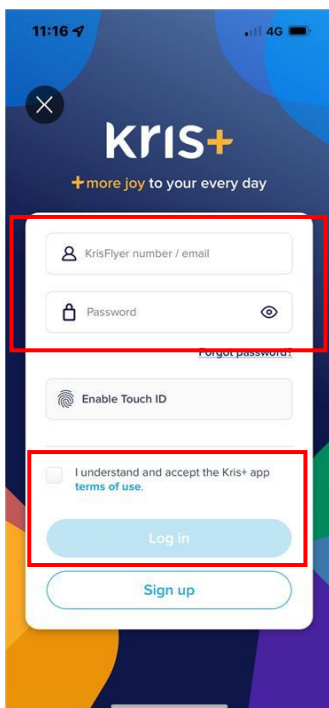 11:16
4G
kris+
+more joy to your every day
KrisFlyer number / email
Password
Forgot password?
Enable Touch ID
I understand and accept the Kris+ app
terms of use.
Log in
Sign up